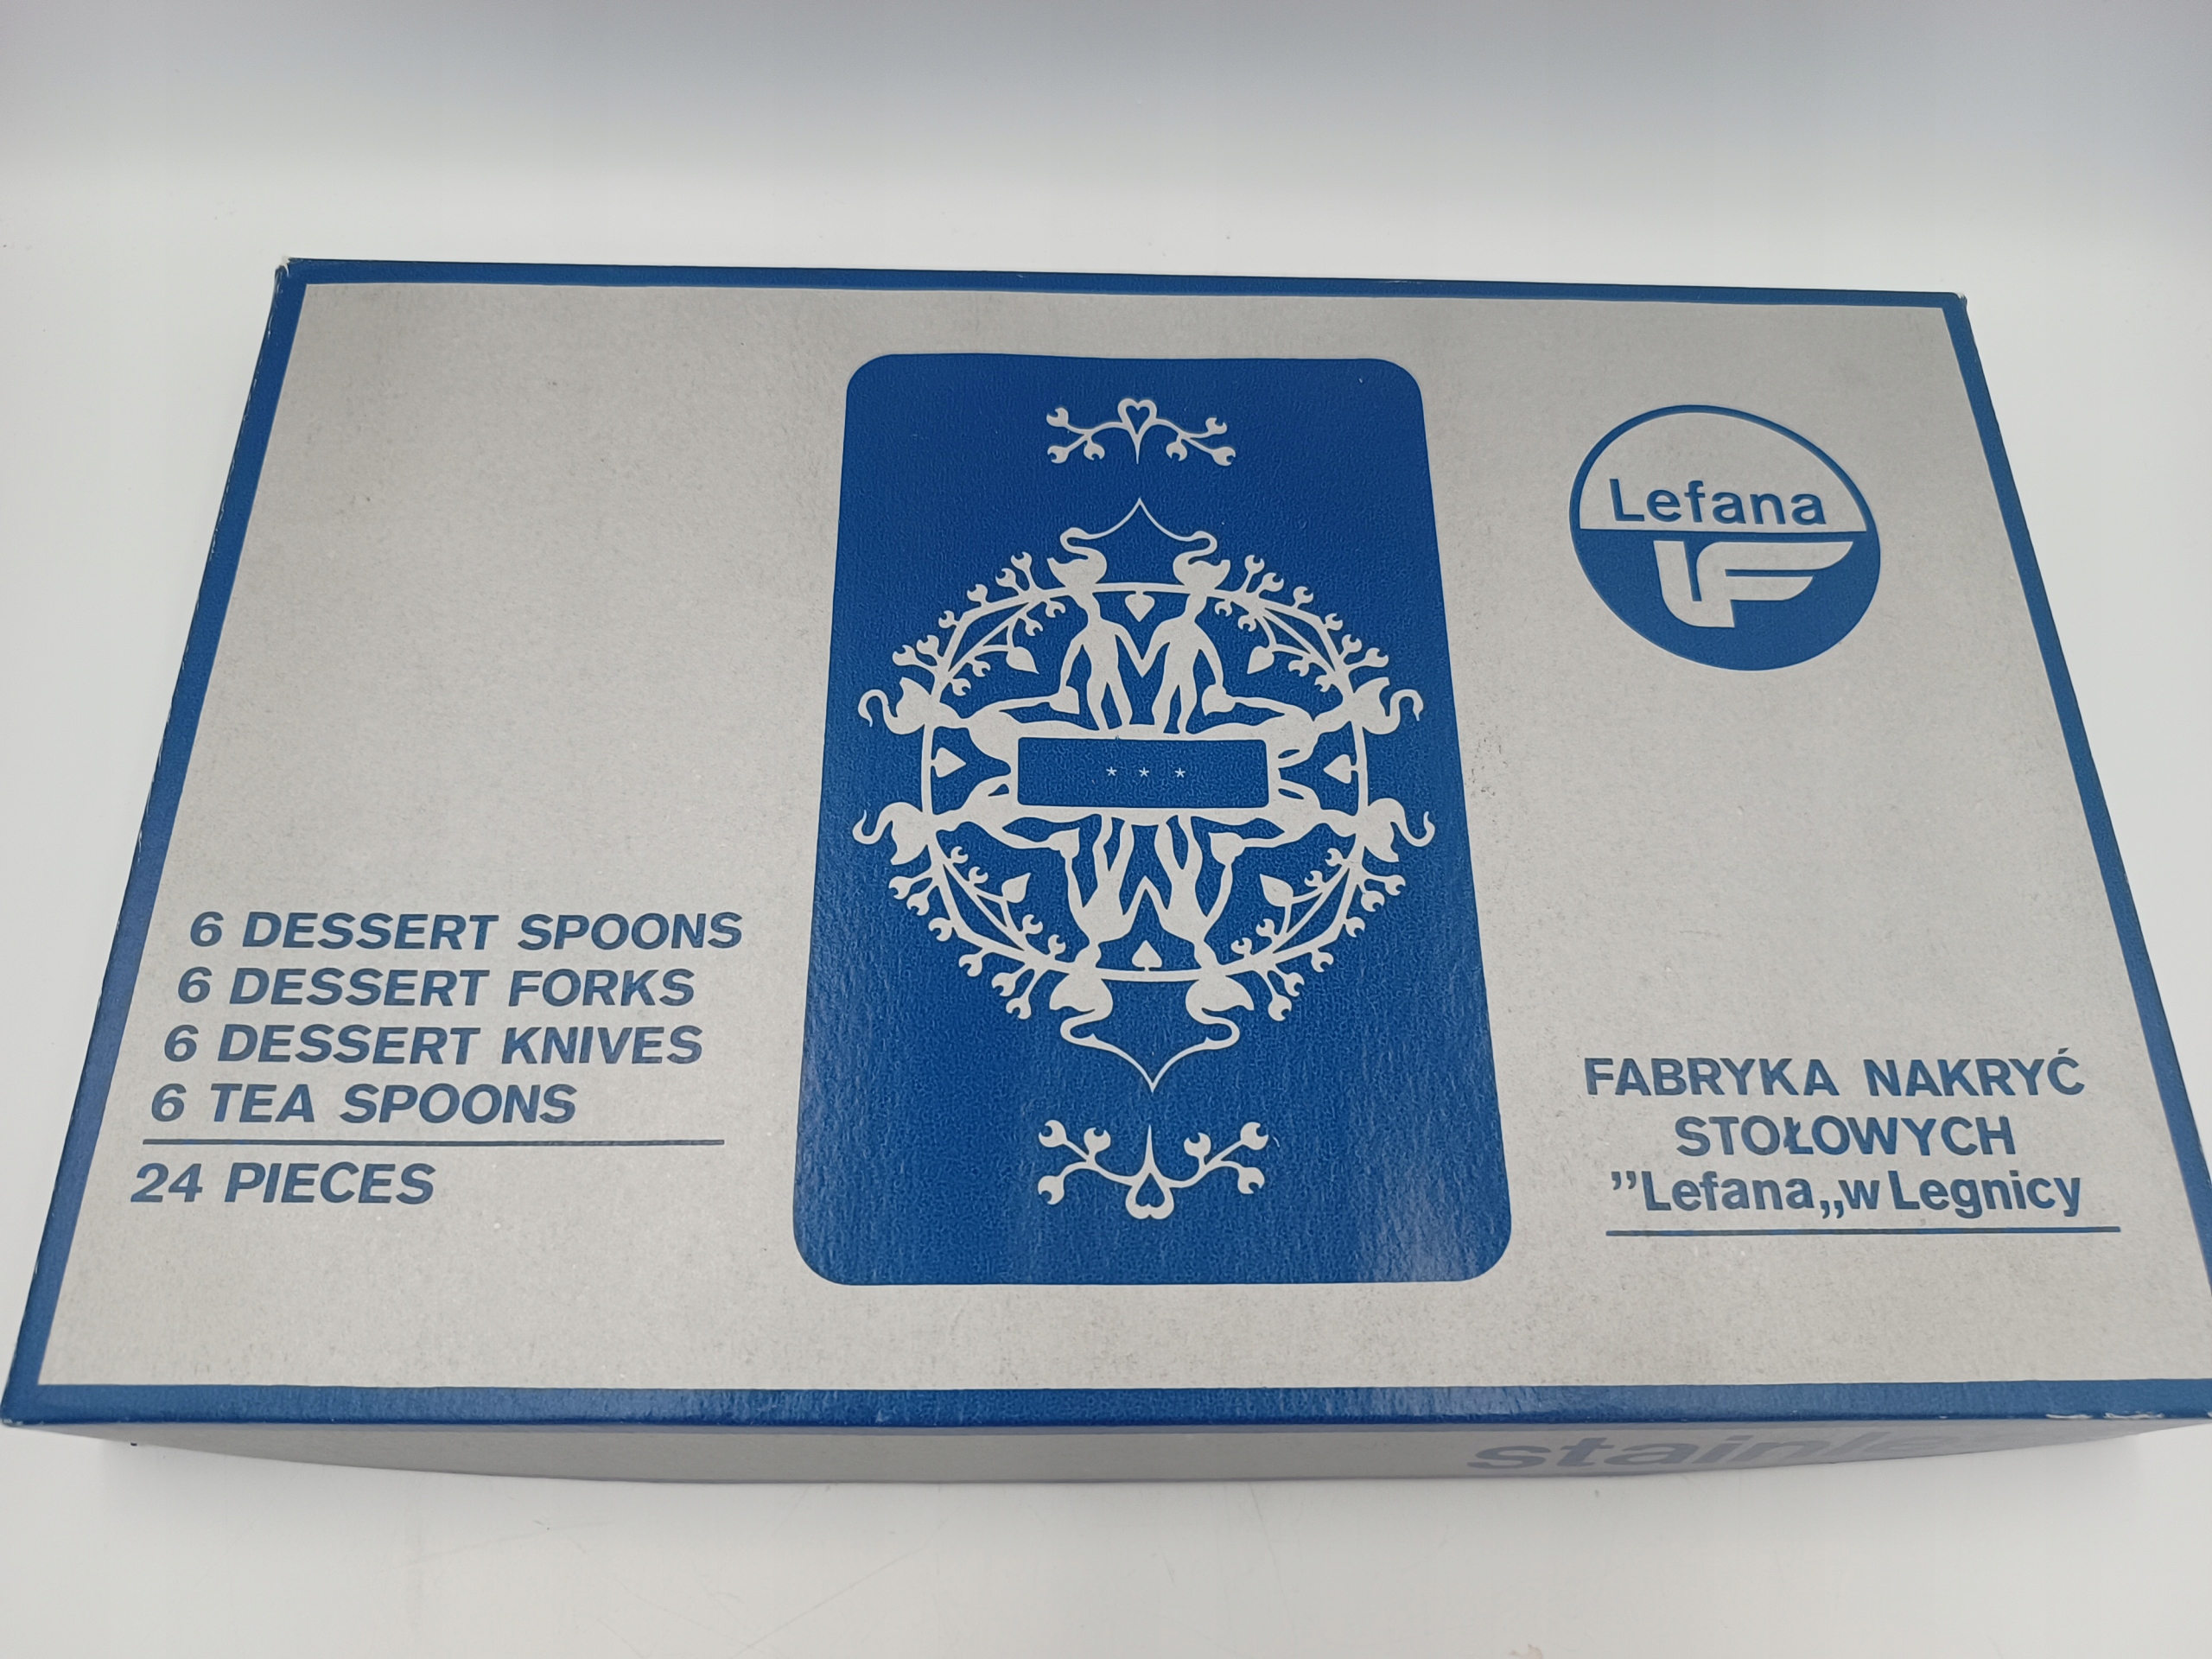 6 DESSERT SPOONS
6 DESSERT FORKS
6 DESSERT KNIVES
6 TEA SPOONS
24 PIECES
* * *
Lefana
LF
FABRYKA NAKRYĆ
STOŁOWYCH
”Lefana„w Legnicy